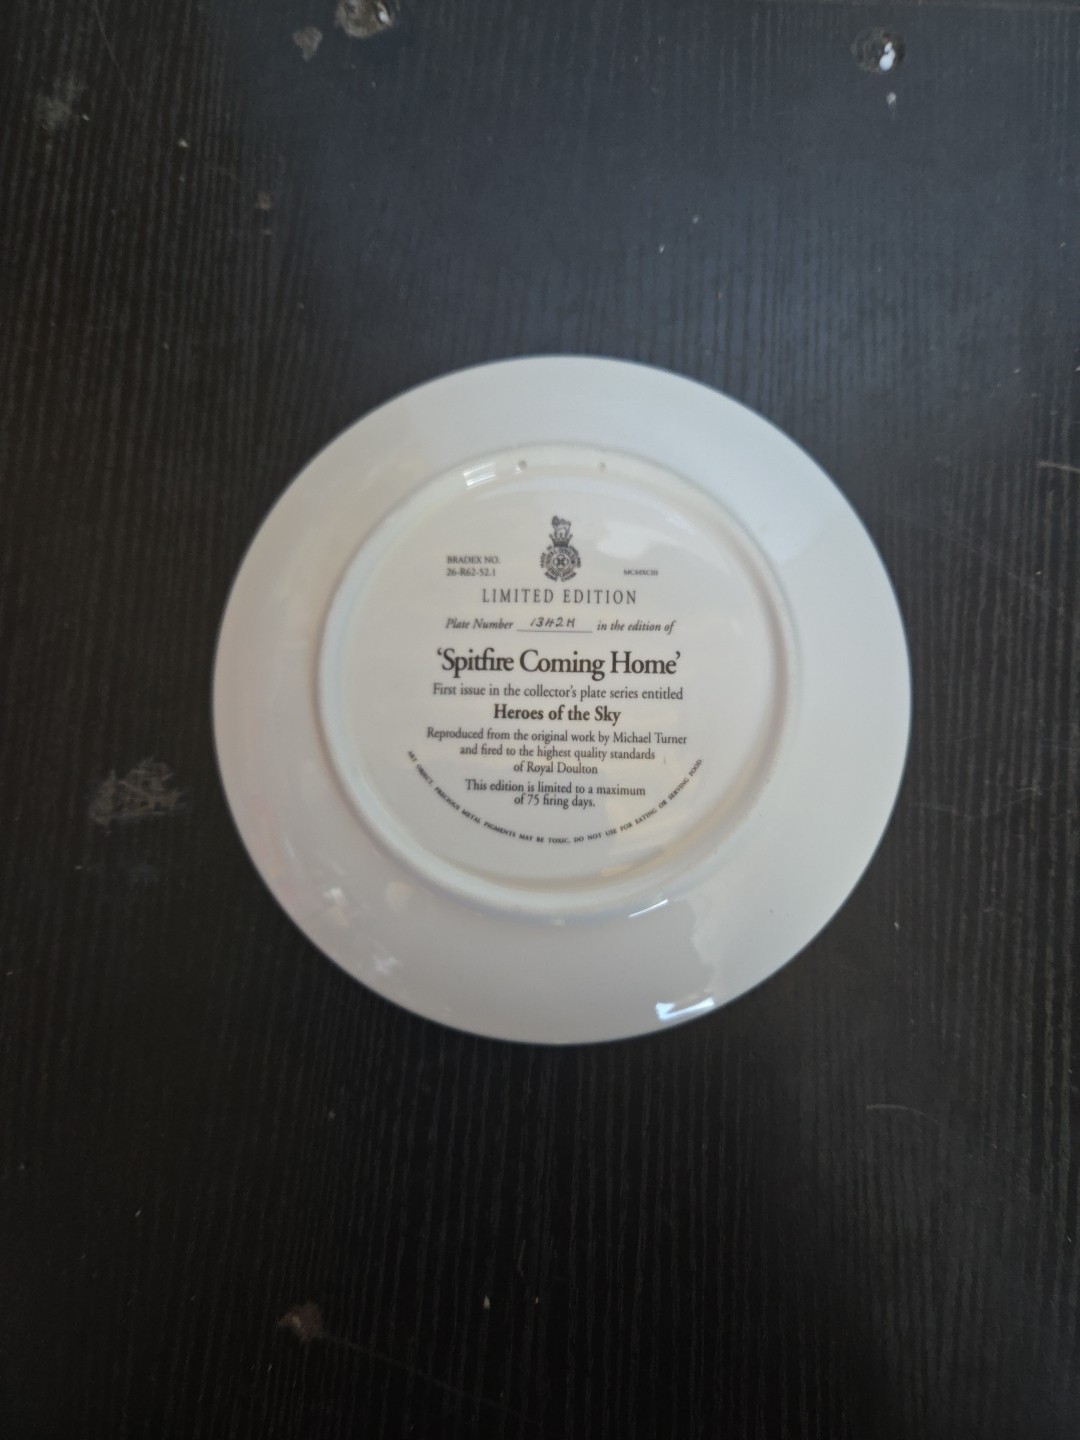 BRADEX NO.
26-R62-52.1
MCMXCIII
LIMITED EDITION
Plate Number in the edition of
'Spitfire Coming Home'
First issue in the collector's plate series entitled
Heroes of the Sky
Reproduced from the original work by Michael Turner
and fired to the highest quality standards
of Royal Doulton
This edition is limited to a maximum
of 75 firing days.
ART OBJECT. PRECIOUS METAL PIGMENTS MAY BE TOXIC. DO NOT USE FOR EATING OR SERVING FOOD.